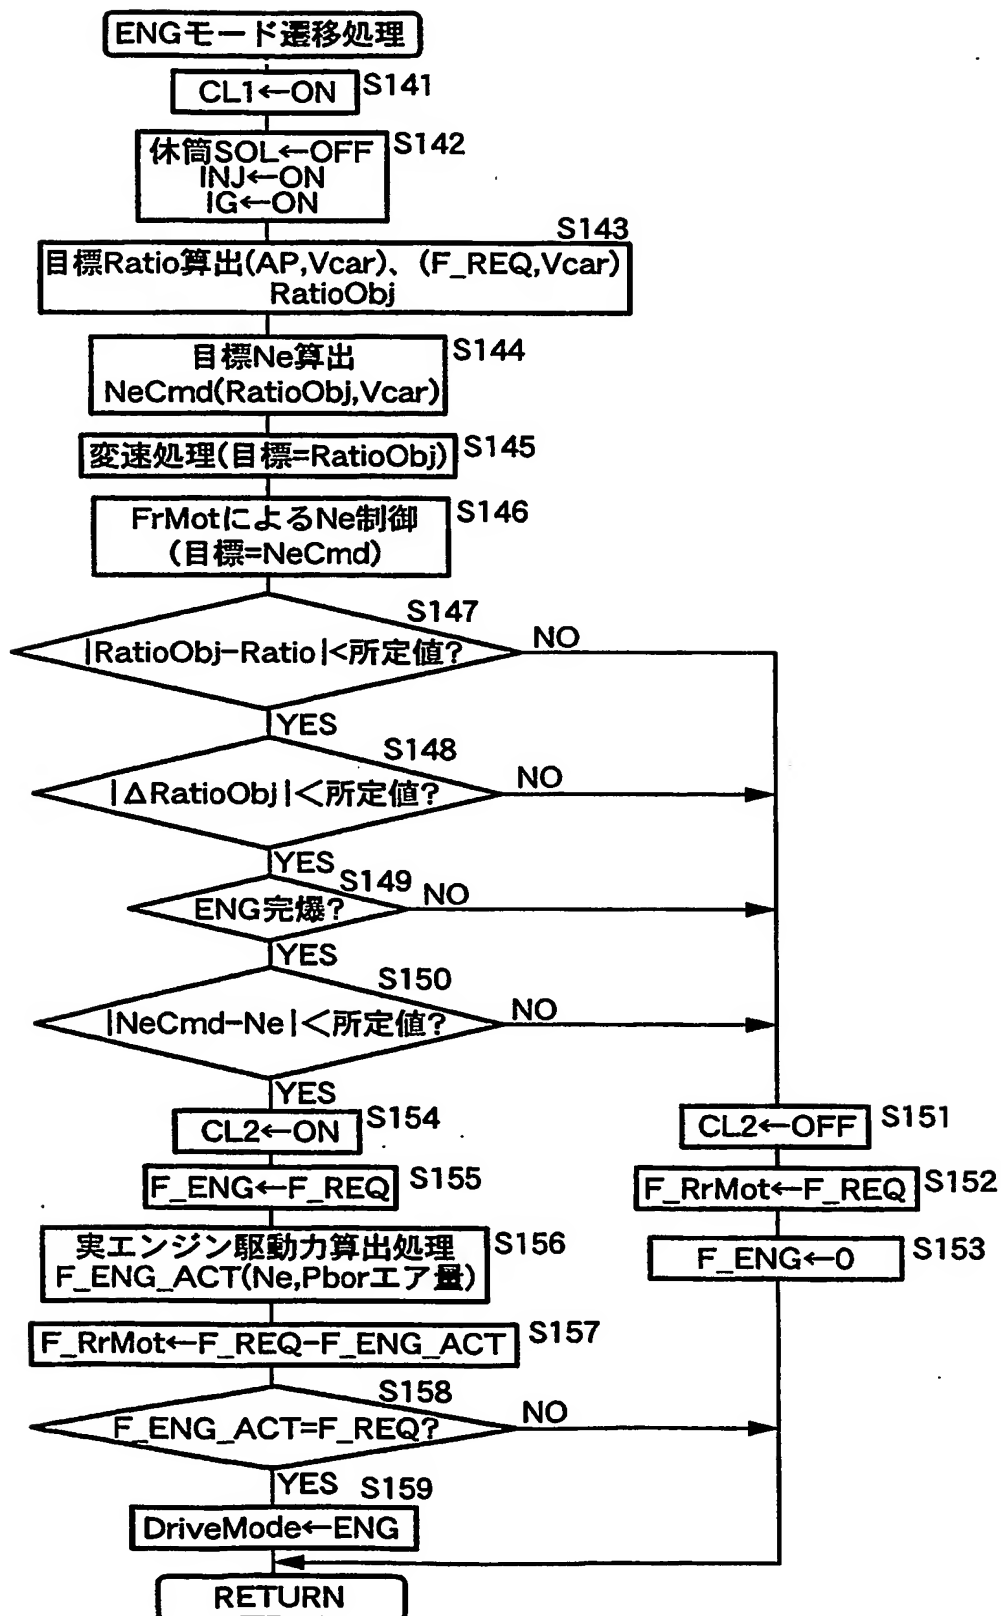 ENGモード遷移処理
CL1←ON
S141
休筒SOL←OFF
INJ←ON
IG←ON
S142
S143
目標Ratio算出(AP,Vcar)、(F_REQ,Vcar)
RatioObj
目標Ne算出
NeCmd(RatioObj,Vcar)
S144
変速処理(目標=RatioObj)
S145
FrMotによるNe制御
(目標=NeCmd)
S146
S147
|RatioObj-Ratio|<所定値?
NO
YES
S148
|ΔRatioObj|<所定値?
NO
YES
S149
ENG完爆?
NO
YES
S150
|NeCmd-Ne|<所定値?
NO
YES
CL2←ON
S154
CL2←OFF
S151
F_ENG←F_REQ
S155
F_RrMot←F_REQ
S152
実エンジン駆動力算出処理
F_ENG_ACT(Ne,Pborエア量)
S156
F_ENG←0
S153
F_RrMot←F_REQ-F_ENG_ACT
S157
S158
F_ENG_ACT=F_REQ?
NO
YES
S159
DriveMode←ENG
RETURN